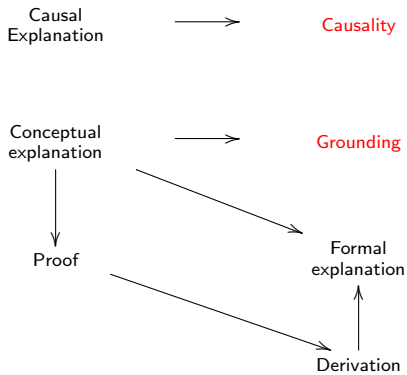 Causal
Explanation
Causality
Conceptual
explanation
Grounding
Proof
Formal
explanation
Derivation